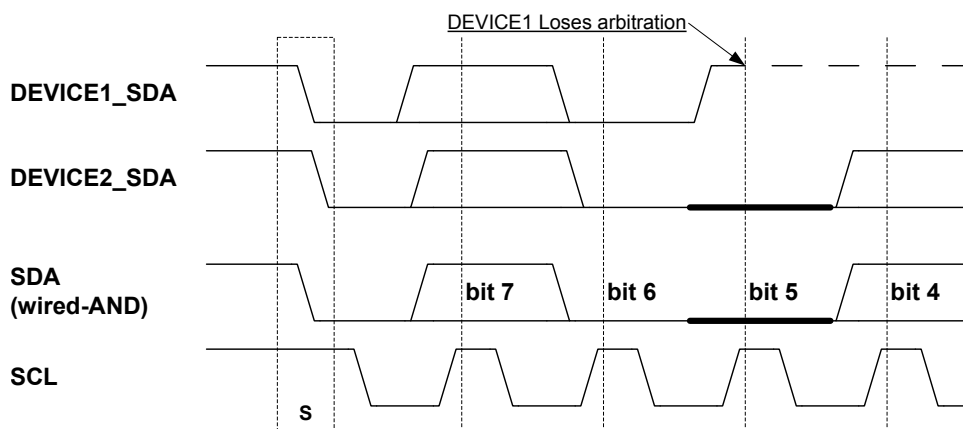 DEVICE1 Loses arbitration
DEVICE1_SDA
DEVICE2_SDA
SDA
(wired-AND)
bit 7 bit 6 bit 5 bit 4
SCL
S